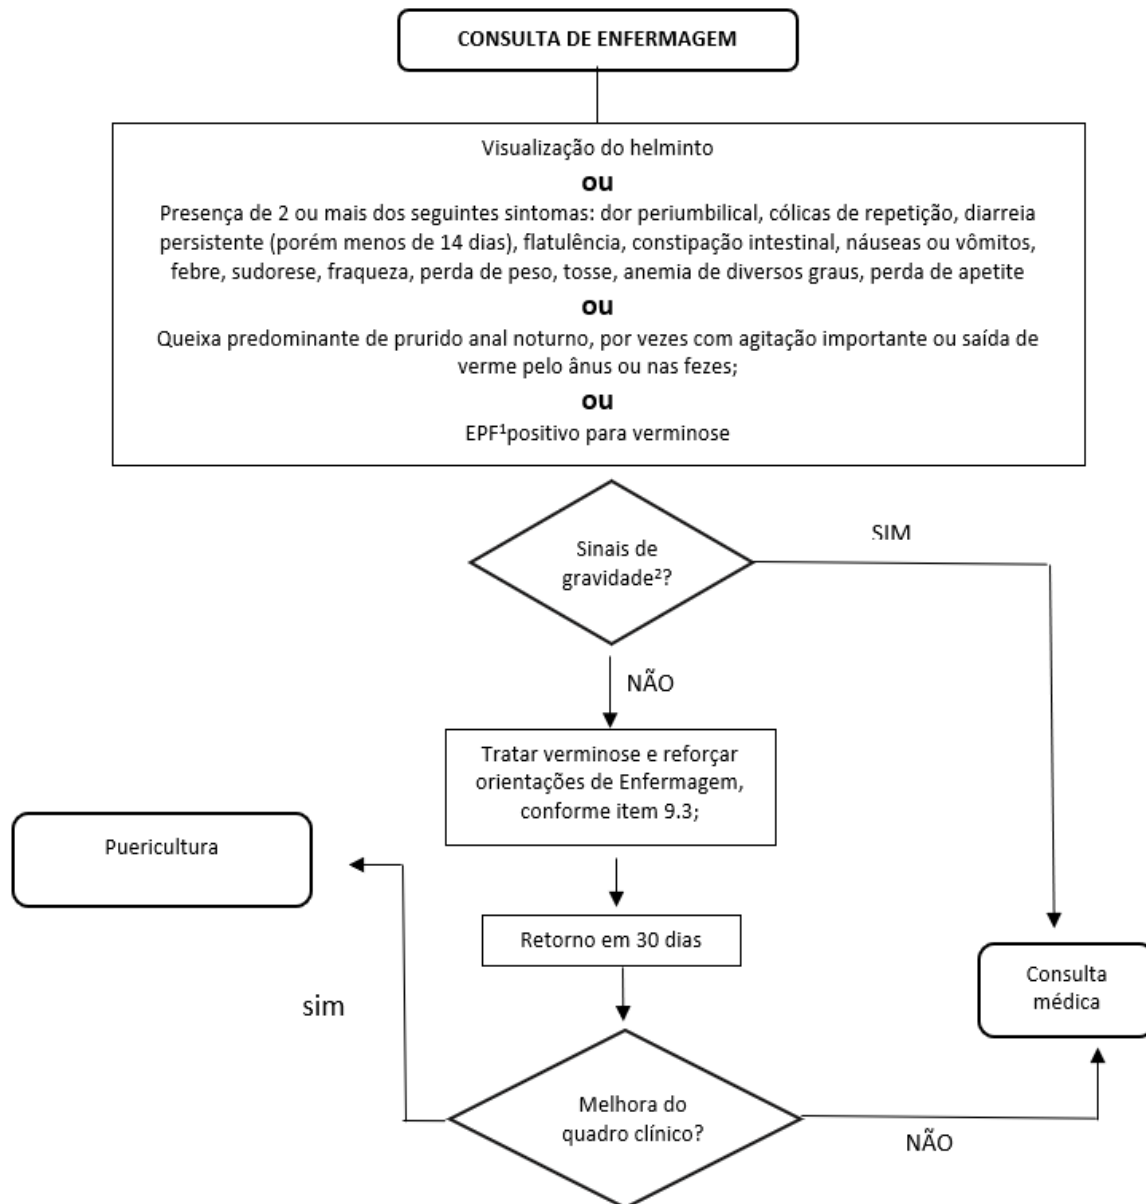 CONSULTA DE ENFERMAGEM
Visualização do helminto
ou
Presença de 2 ou mais dos seguintes sintomas: dor periumbilical, cólicas de repetição, diarreia
persistente (porém menos de 14 dias), flatulência, constipação intestinal, náuseas ou vômitos,
febre, sudorese, fraqueza, perda de peso, tosse, anemia de diversos graus, perda de apetite
ou
Queixa predominante de prurido anal noturno, por vezes com agitação importante ou saída de
verme pelo ânus ou nas fezes;
ou
EPF¹positivo para verminose
Sinais de
gravidade²?
SIM
NÃO
Tratar verminose e reforçar
orientações de Enfermagem,
conforme item 9.3;
Puericultura
Retorno em 30 dias
Consulta
médica
sim
Melhora do
quadro clínico?
NÃO